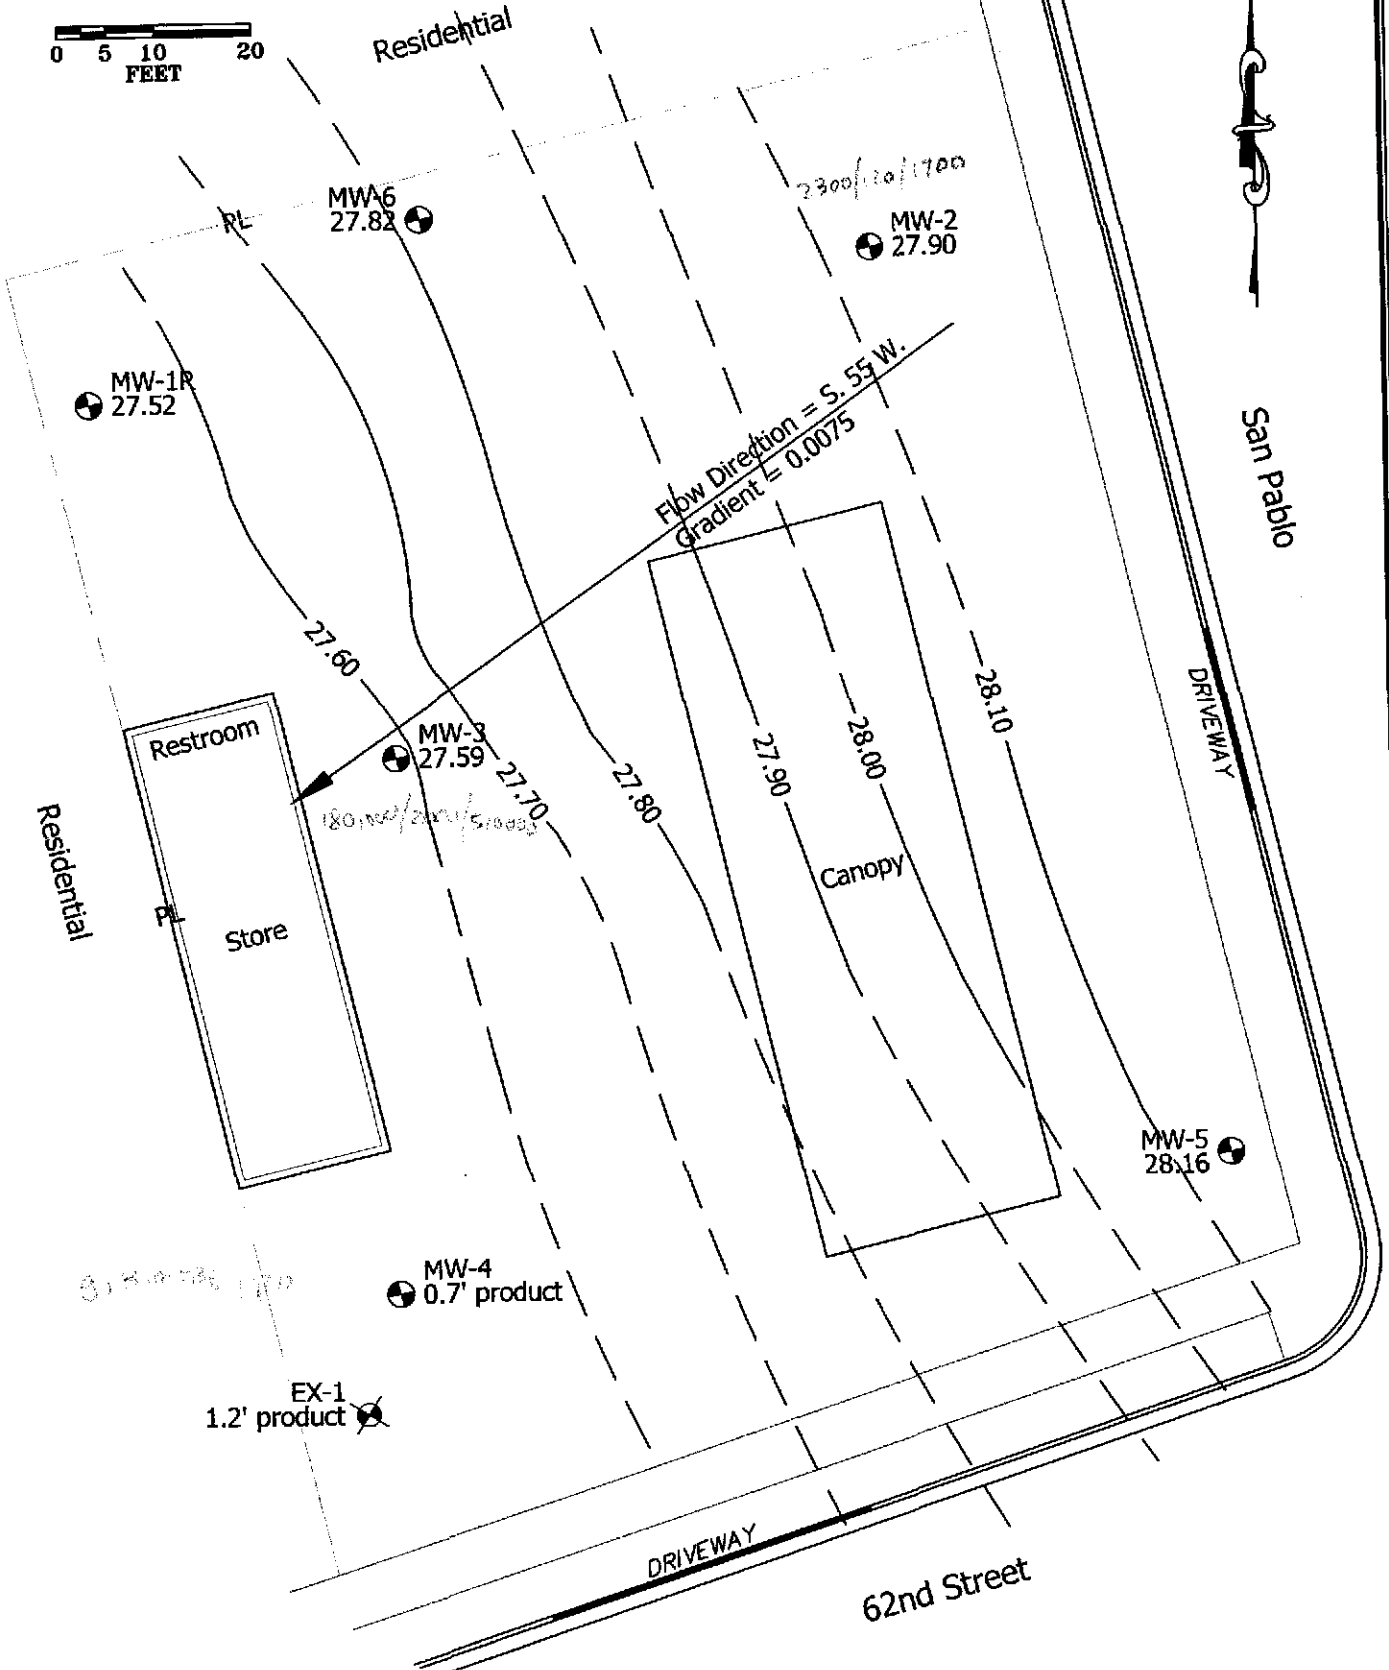 0 5 10 20
FEET
Residential
2300/120/1700
PL
MW-6
27.82
MW-2
27.90
MW-1R
27.52
Flow Direction = S. 55 W.
Gradient = 0.0075
San Pablo
27.60
28.10
DRIVEWAY
Restroom
MW-3
27.59
27.70
27.80
27.90
28.00
Residential
Canopy
PL
Store
MW-5
28.16
MW-4
0.7' product
EX-1
1.2' product
DRIVEWAY
62nd Street